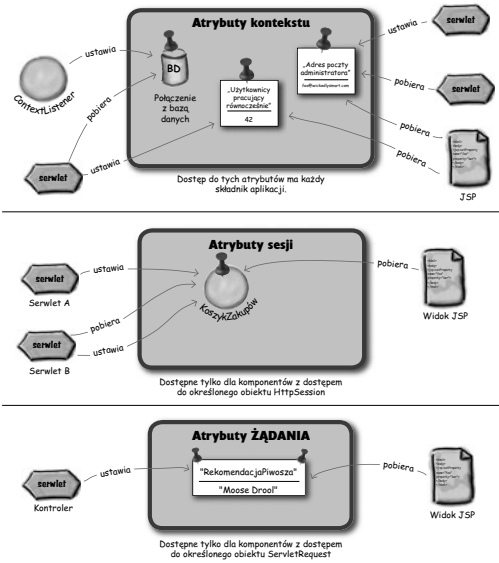 Atrybuty kontekstu
ustawia
BD
ContextListener
Połączenie
z bazą
danych
pobiera
serwlet
ustawia
„Użytkownicy
pracujący
równocześnie”
42
„Adres poczty
administratora”
ustawia
serwlet
pobiera
serwlet
pobiera
pobiera
JSP
Dostęp do tych atrybutów ma każdy
składnik aplikacji.
Atrybuty sesji
serwlet
ustawia
Serwlet A
KoszykZakupów
pobiera
serwlet
ustawia
Serwlet B
pobiera
Widok JSP
Dostępne tylko dla komponentów z dostępem
do określonego obiektu HttpSession
Atrybuty ŻĄDANIA
serwlet
ustawia
Kontroler
"RekomendacjaPiwosza"
"Moose Drool"
pobiera
Widok JSP
Dostępne tylko dla komponentów z dostępem
do określonego obiektu ServletRequest